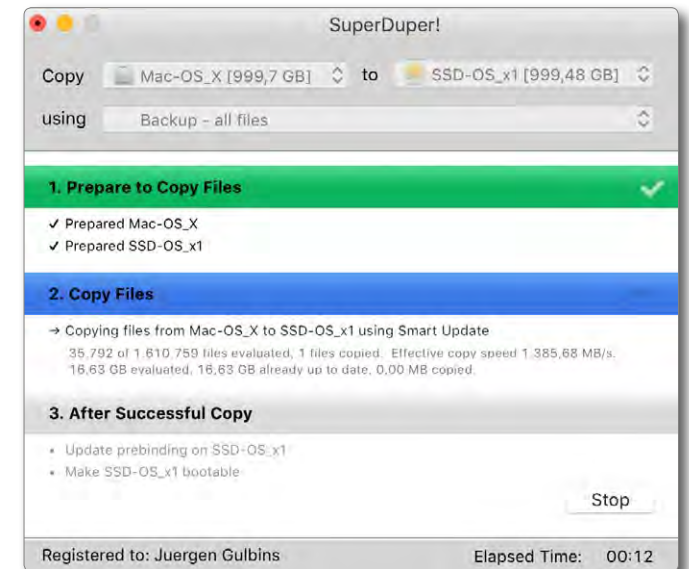 SuperDuper!
Copy Mac-OS_X [999,7 GB] to SSD-OS_x1 [999,48 GB]
using Backup – all files
1. Prepare to Copy Files
✓ Prepared Mac-OS_X
✓ Prepared SSD-OS_x1
2. Copy Files
→ Copying files from Mac-OS_X to SSD-OS_x1 using Smart Update
35.792 of 1.610.759 files evaluated, 1 files copied. Effective copy speed 1.385,68 MB/s.
16,63 GB evaluated, 16,63 GB already up to date, 0,00 MB copied.
3. After Successful Copy
• Update prebinding on SSD-OS_x1
• Make SSD-OS_x1 bootable
Stop
Registered to: Juergen Gulbins Elapsed Time: 00:12